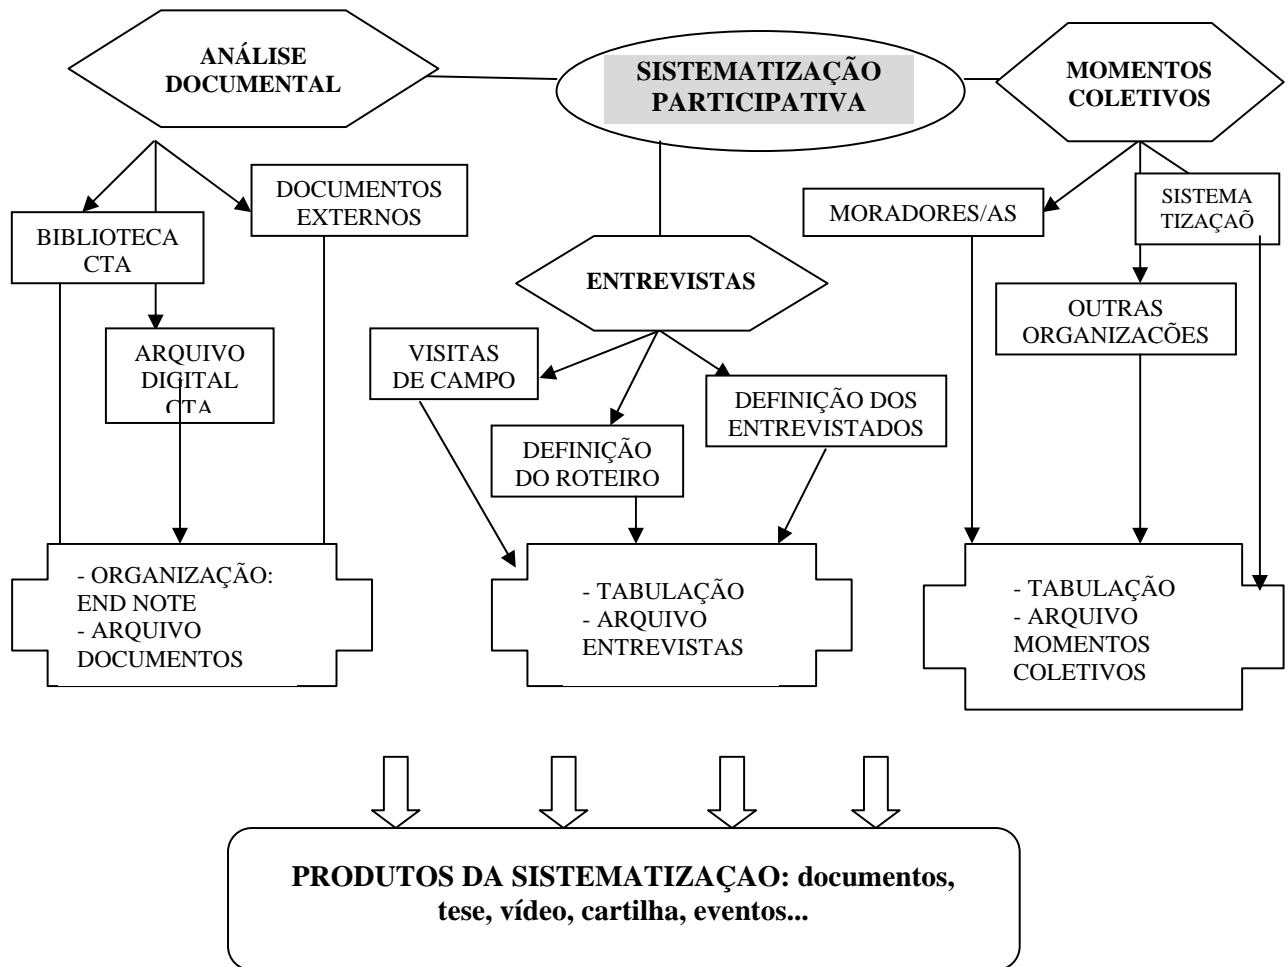 ANÁLISE
DOCUMENTAL
SISTEMATIZAÇÃO
PARTICIPATIVA
MOMENTOS
COLETIVOS
BIBLIOTECA
CTA
DOCUMENTOS
EXTERNOS
ARQUIVO
DIGITAL
CTA
ENTREVISTAS
VISITAS
DE CAMPO
DEFINIÇÃO
DO ROTEIRO
DEFINIÇÃO DOS
ENTREVISTADOS
MORADORES/AS
SISTEMA
TIZAÇAÕ
OUTRAS
ORGANIZACÕES
- ORGANIZAÇÃO:
END NOTE
- ARQUIVO
DOCUMENTOS
- TABULAÇÃO
- ARQUIVO
ENTREVISTAS
- TABULAÇÃO
- ARQUIVO
MOMENTOS
COLETIVOS
PRODUTOS DA SISTEMATIZAÇAO: documentos,
tese, vídeo, cartilha, eventos...